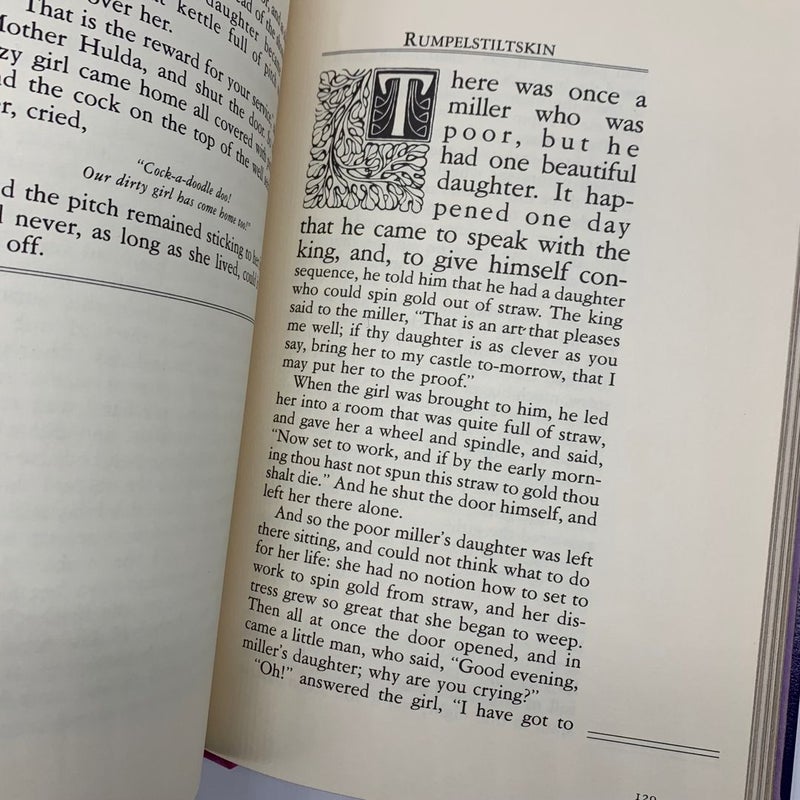 over her.
kettle full of
That is the reward for your service,"
Mother Hulda, and shut the door.
girl came home all covered with
the cock on the top of the well
cried,
"Cock-a-doodle doo!
Our dirty girl has come home too!"
the pitch remained sticking to
never, as long as she lived,
off.
RUMPELSTILTSKIN
There was once a
miller who was
poor, but he
had one beautiful
daughter. It hap-
pened one day
that he came to speak with the
king, and, to give himself con-
sequence, he told him that he had a daughter
who could spin gold out of straw. The king
said to the miller, "That is an art that pleases
me well; if thy daughter is as clever as you
say, bring her to my castle to-morrow, that I
may put her to the proof."
When the girl was brought to him, he led
her into a room that was quite full of straw,
and gave her a wheel and spindle, and said,
"Now set to work, and if by the early morn-
ing thou hast not spun this straw to gold thou
shalt die." And he shut the door himself, and
left her there alone.
And so the poor miller's daughter was left
there sitting, and could not think what to do
for her life: she had no notion how to set to
work to spin gold from straw, and her dis-
tress grew so great that she began to weep.
Then all at once the door opened, and in
came a little man, who said, "Good evening,
miller's daughter; why are you crying?"
"Oh!" answered the girl, "I have got to